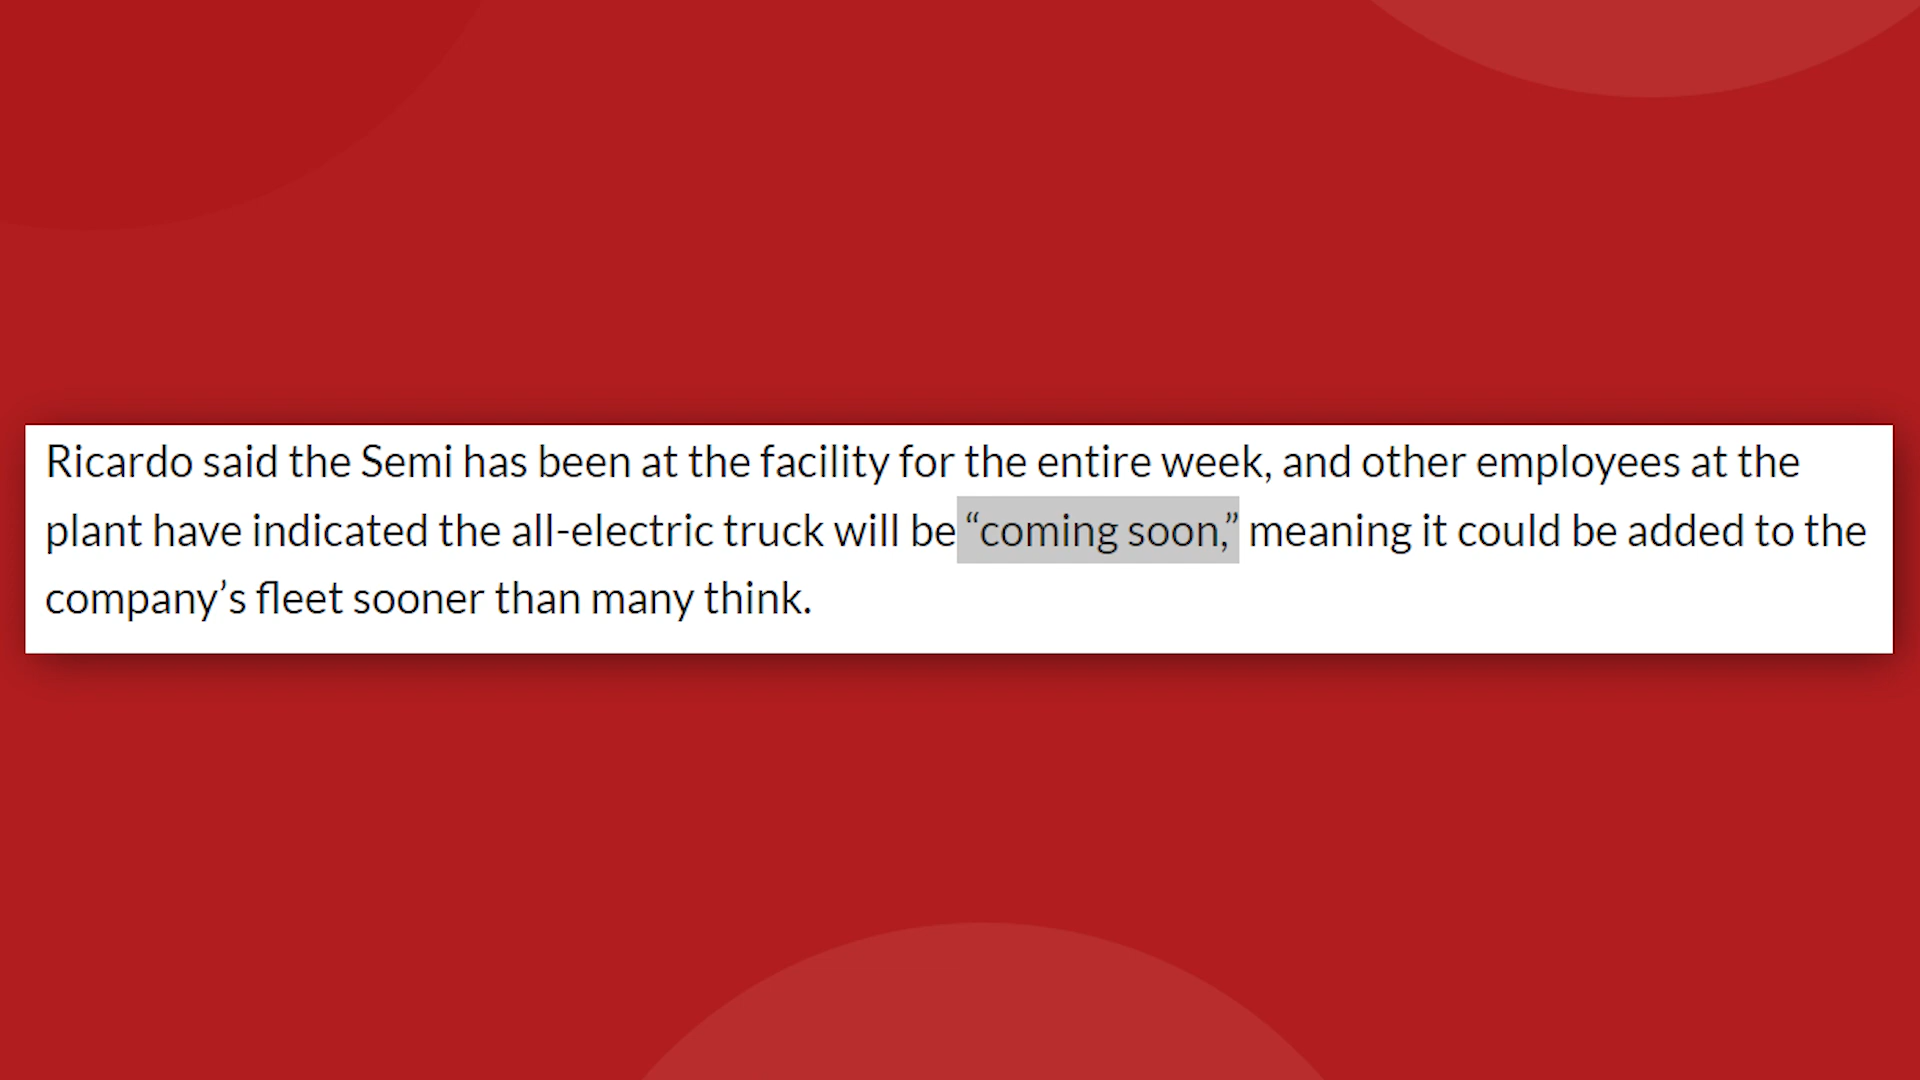 Ricardo said the Semi has been at the facility for the entire week, and other employees at the
plant have indicated the all-electric truck will be “coming soon,” meaning it could be added to the
company’s fleet sooner than many think.